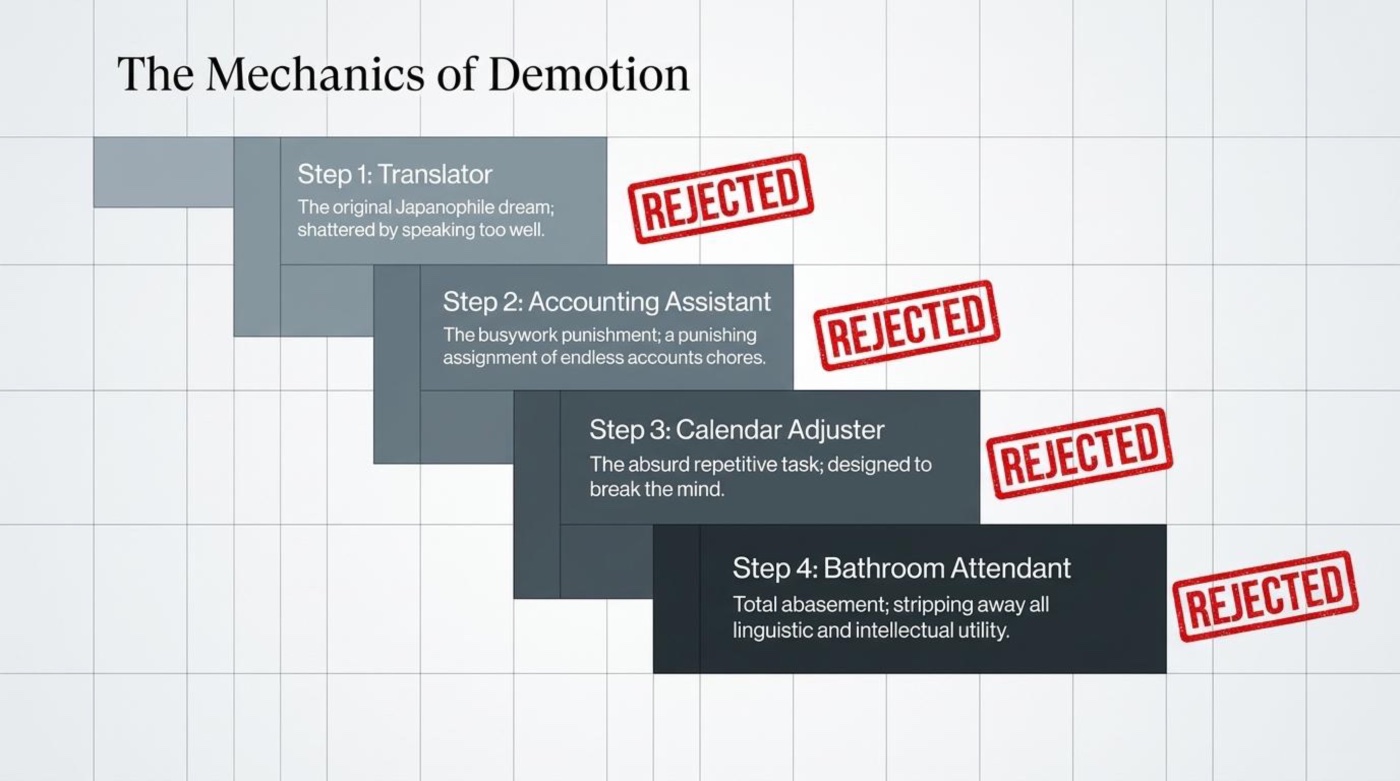 The Mechanics of Demotion
Step 1: Translator
The original Japanophile dream;
shattered by speaking too well.
REJECTED
Step 2: Accounting Assistant
The busywork punishment; a punishing
assignment of endless accounts chores.
REJECTED
Step 3: Calendar Adjuster
The absurd repetitive task; designed to
break the mind.
REJECTED
Step 4: Bathroom Attendant
Total abasement; stripping away all
linguistic and intellectual utility.
REJECTED